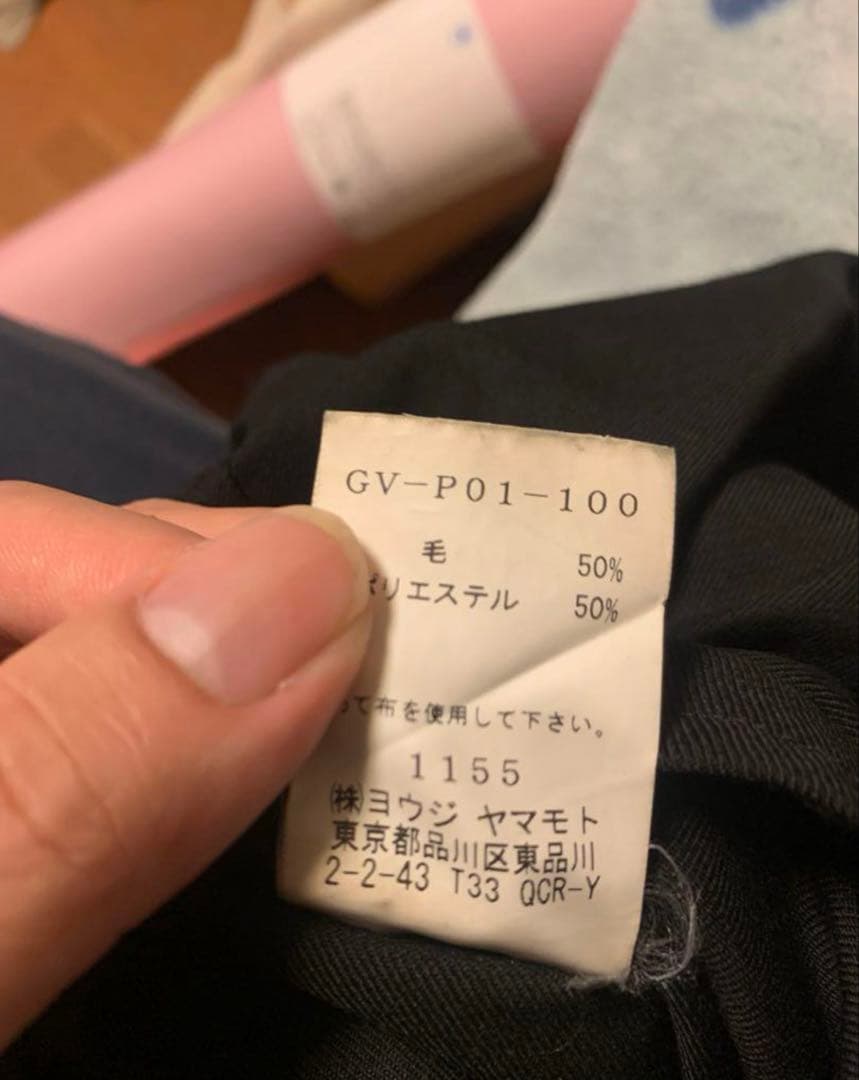 GV-P01-100
毛 50%
ポリエステル 50%
て布を使用して下さい。
1155
㈱ヨウジ ヤマモト
東京都品川区東品川
2-2-43 T33 QCR-Y